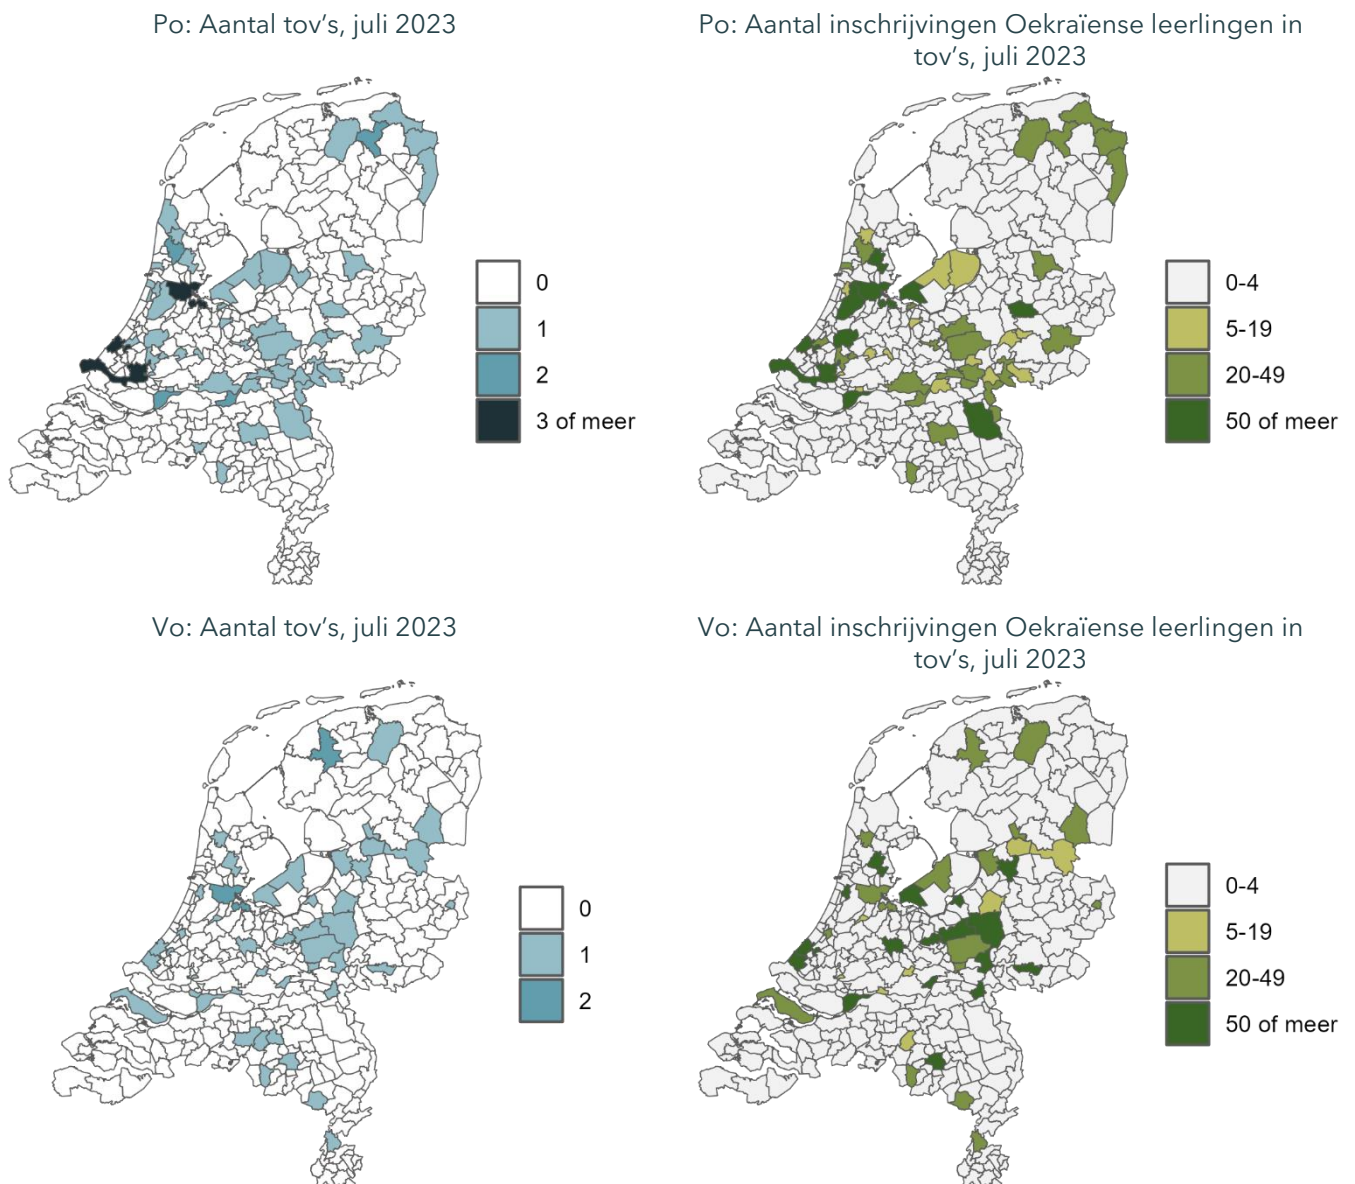 Po: Aantal tov's, juli 2023
Po: Aantal inschrijvingen Oekraïense leerlingen in
tov's, juli 2023
0
1
2
3 of meer
0-4
5-19
20-49
50 of meer
Vo: Aantal tov's, juli 2023
Vo: Aantal inschrijvingen Oekraïense leerlingen in
tov's, juli 2023
0
1
2
0-4
5-19
20-49
50 of meer